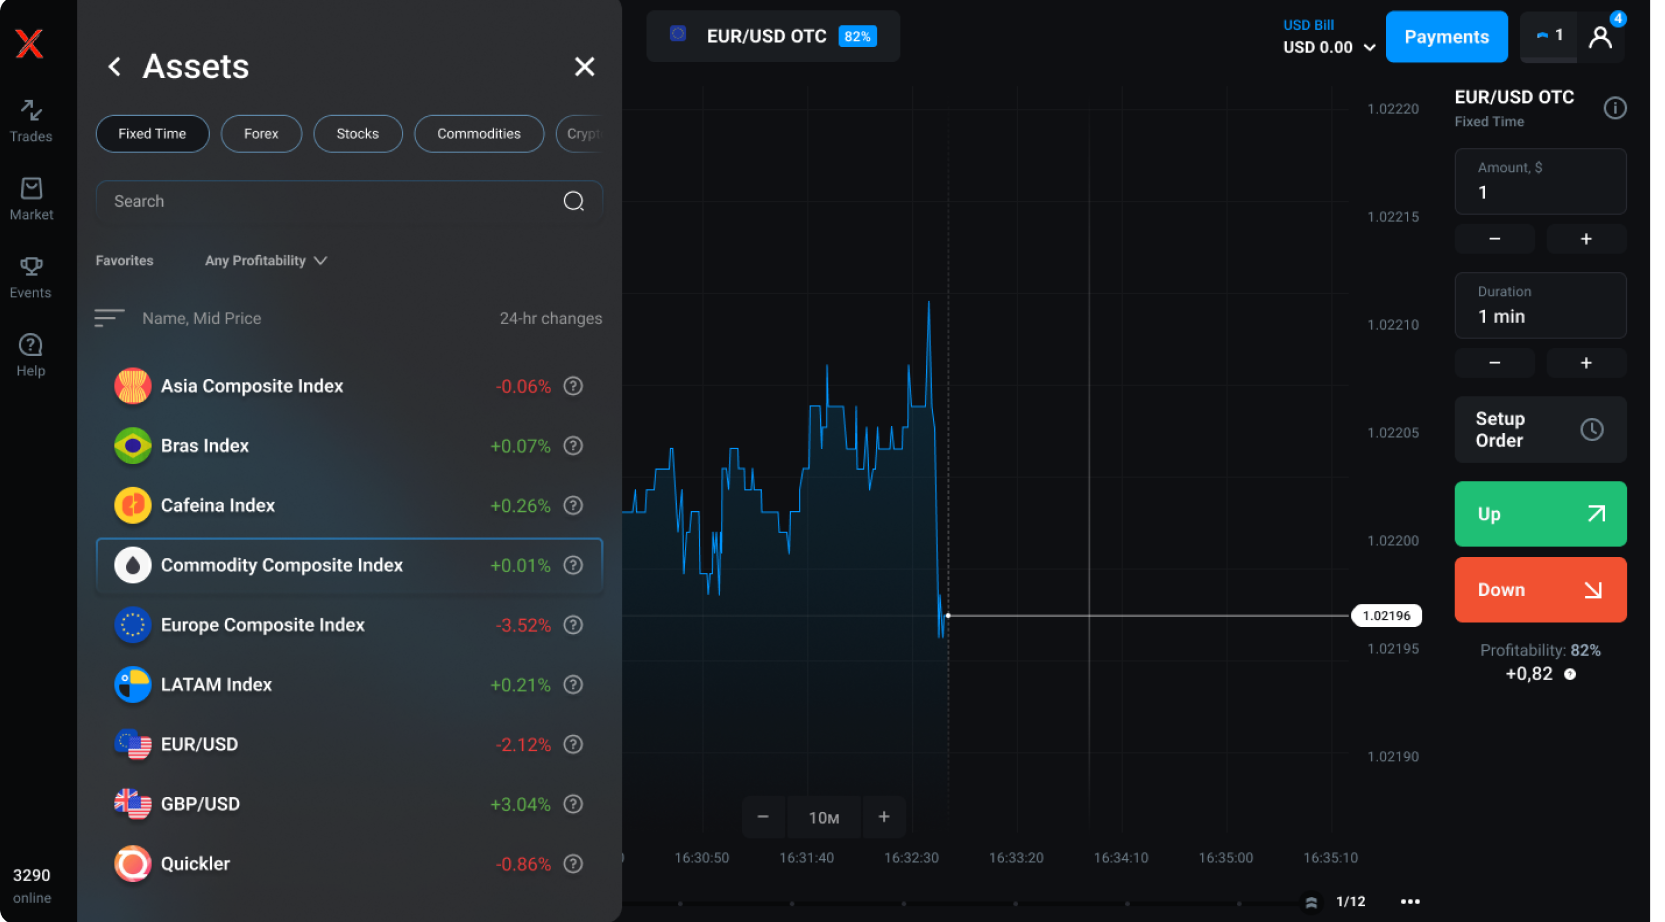 Trades
Market
Events
Help
3290
online
Assets
Fixed Time
Forex
Stocks
Commodities
Crypt
Search
Favorites
Any Profitability
Name, Mid Price
24-hr changes
Asia Composite Index -0.06% ?
Bras Index +0.07% ?
Cafeina Index +0.26% ?
Commodity Composite Index +0.01% ?
Europe Composite Index -3.52% ?
LATAM Index +0.21% ?
EUR/USD -2.12% ?
GBP/USD +3.04% ?
Quickler -0.86% ?
EUR/USD OTC 82%
USD Bill
USD 0.00
Payments
1
4
1.02220
1.02215
1.02210
1.02205
1.02200
1.02196
1.02195
1.02190
− 10м +
16:30:50 16:31:40 16:32:30 16:33:20 16:34:10 16:35:00 16:35:10
1/12
EUR/USD OTC
Fixed Time
Amount, $
1
− +
Duration
1 min
− +
Setup
Order
Up
Down
Profitability: 82%
+0,82 ?